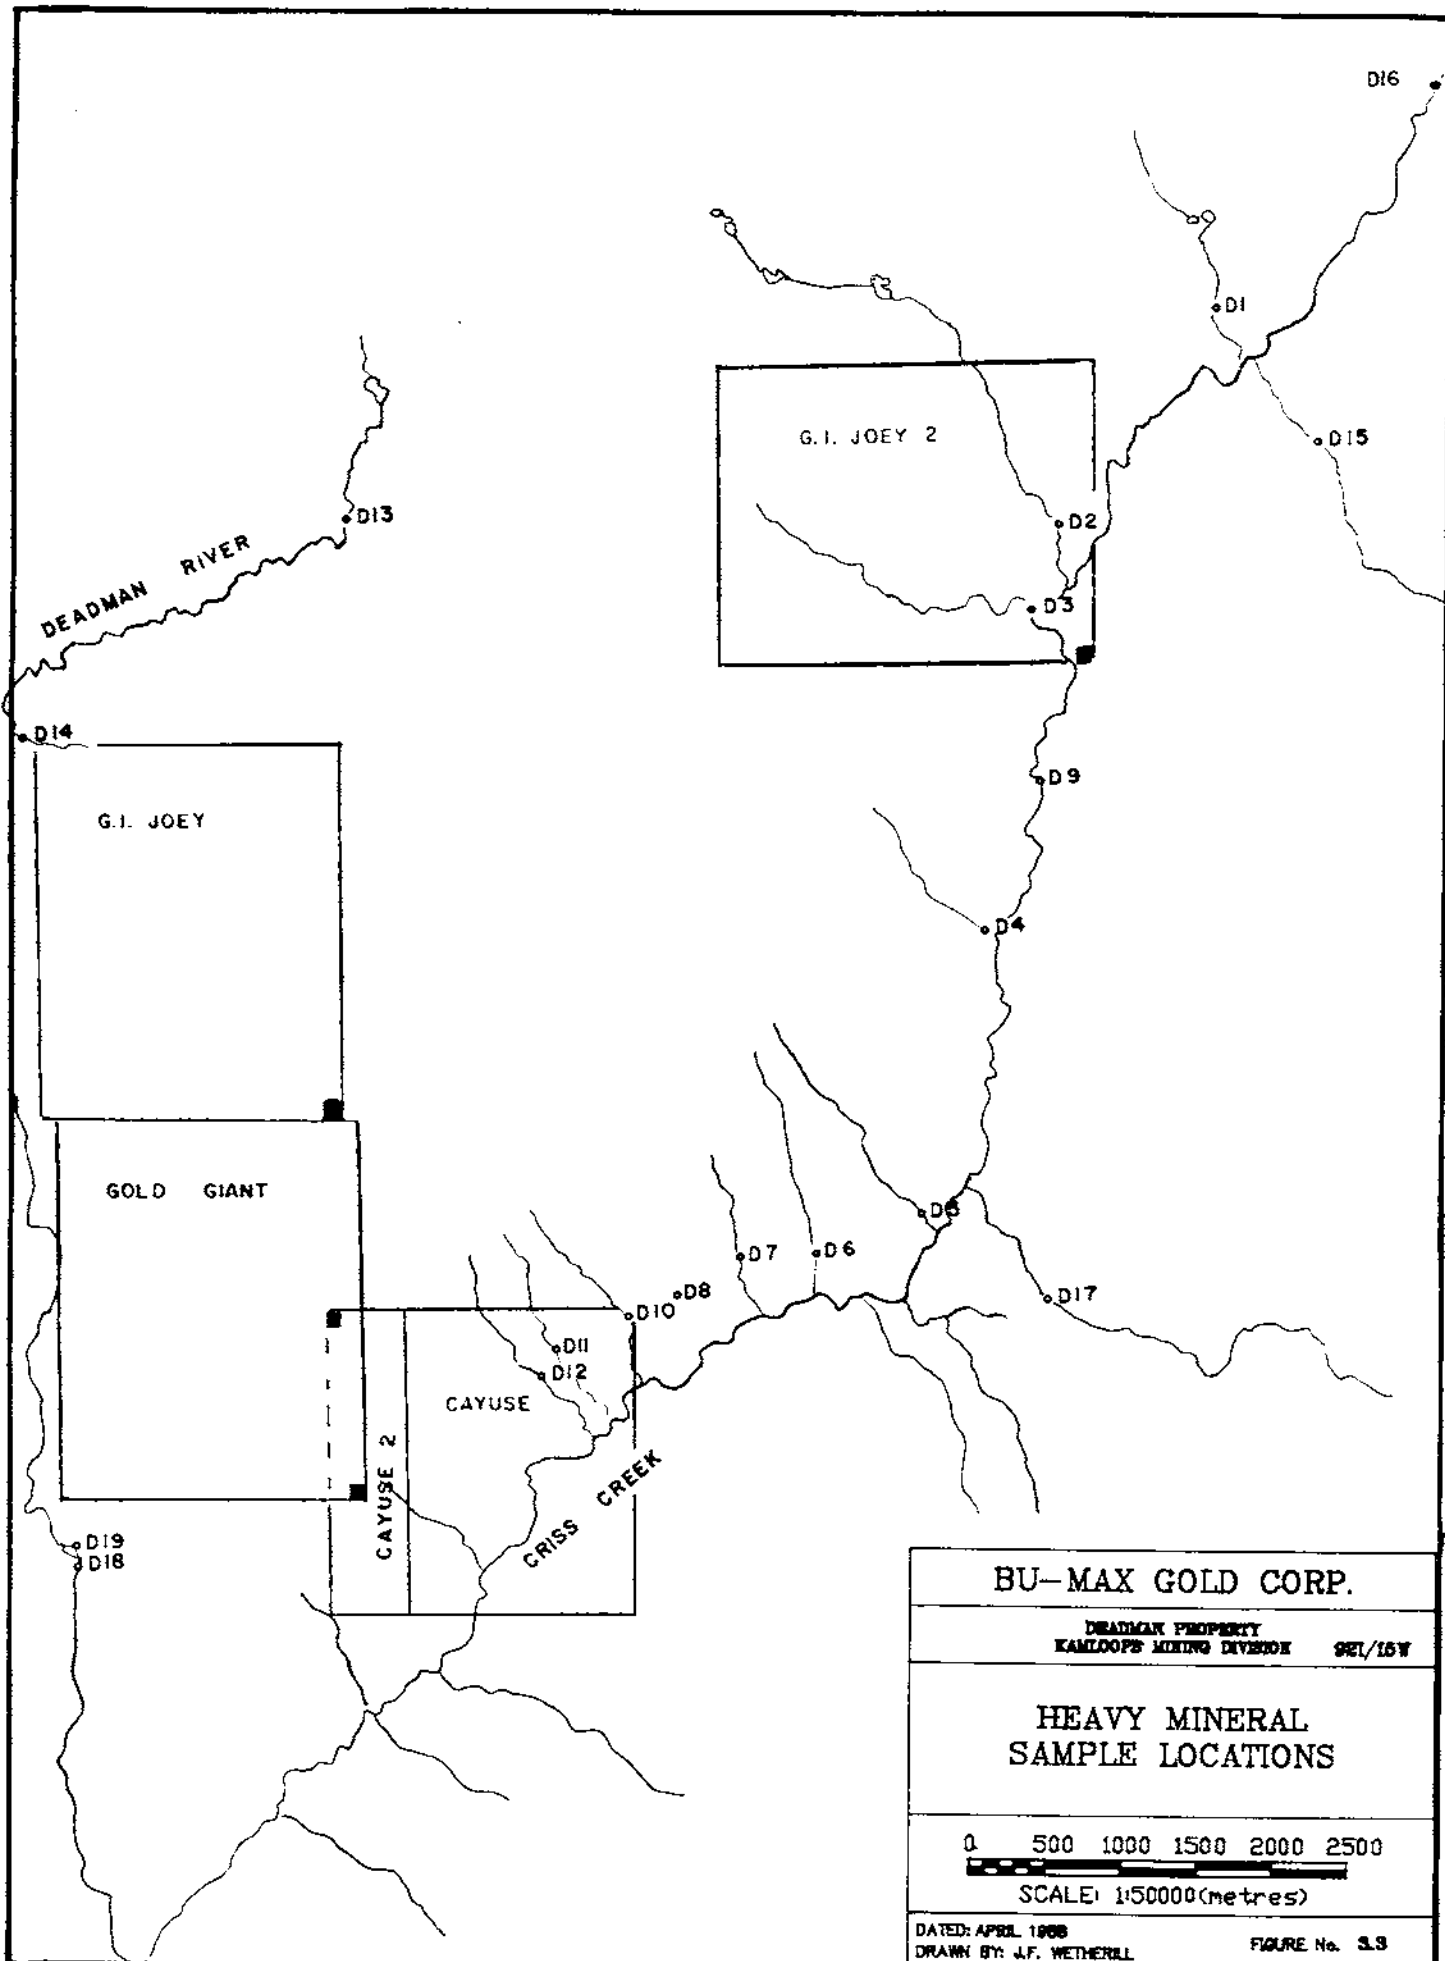 D16
D1
G.I. JOEY 2
D15
D13
D2
DEADMAN RIVER
D3
D14
D9
G.I. JOEY
D4
GOLD GIANT
D5
D7
D6
D8
D17
D10
D11
D12
CAYUSE
CAYUSE 2
CRISS CREEK
D19
D18
BU-MAX GOLD CORP.
DEADMAN PROPERTY
KAMLOOPS MINING DIVISION 92I/15W
HEAVY MINERAL
SAMPLE LOCATIONS
0 500 1000 1500 2000 2500
SCALE: 1:50000(metres)
DATED: APRIL 1988
DRAWN BY: J.F. WETHERILL
FIGURE No. 3.3